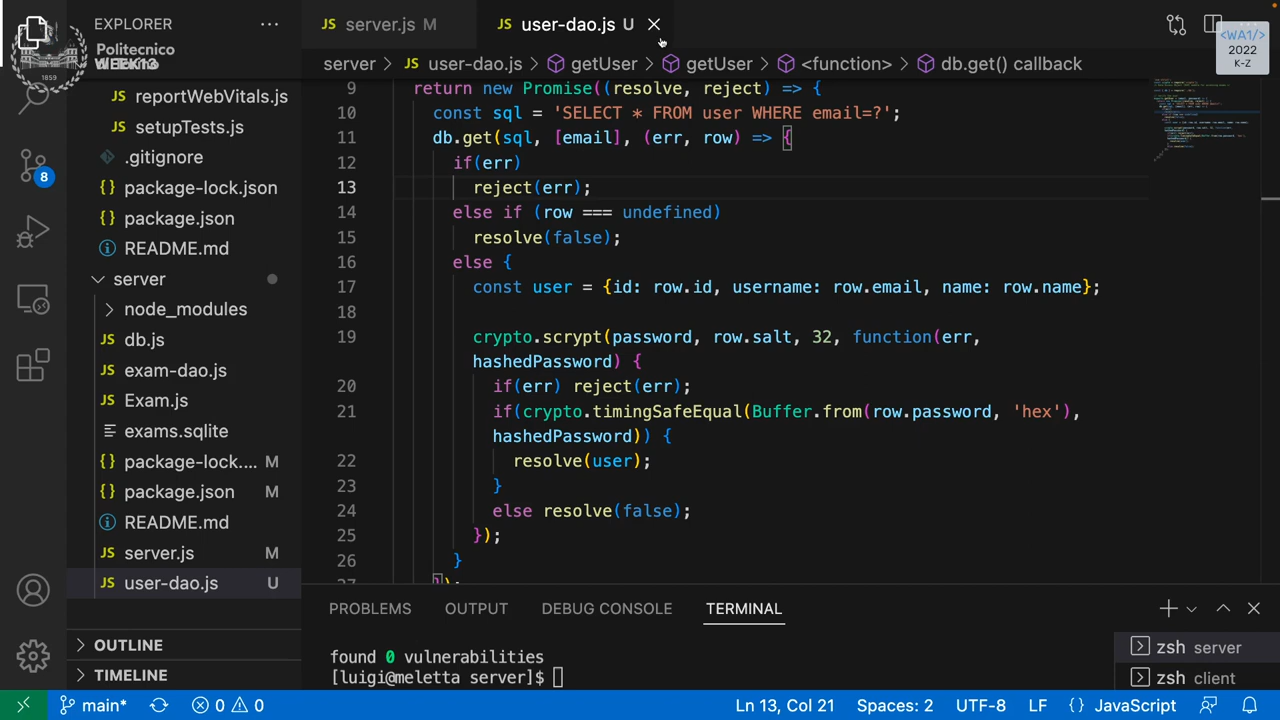 EXPLORER
Politecnico
WEEK13
1859
reportWebVitals.js
setupTests.js
.gitignore
package-lock.json
package.json
README.md
server
node_modules
db.js
exam-dao.js
Exam.js
exams.sqlite
package-lock.... M
package.json M
README.md
server.js M
user-dao.js U
OUTLINE
TIMELINE
8
JS server.js M
JS user-dao.js U
<WA1/>
2022
K-Z
server > JS user-dao.js > getUser > getUser > <function> > db.get() callback
9 return new Promise((resolve, reject) => {
10 const sql = 'SELECT * FROM user WHERE email=?';
11 db.get(sql, [email], (err, row) => {
12 if(err)
13 reject(err);
14 else if (row === undefined)
15 resolve(false);
16 else {
17 const user = {id: row.id, username: row.email, name: row.name};
18
19 crypto.scrypt(password, row.salt, 32, function(err,
hashedPassword) {
20 if(err) reject(err);
21 if(crypto.timingSafeEqual(Buffer.from(row.password, 'hex'),
hashedPassword)) {
22 resolve(user);
23 }
24 else resolve(false);
25 });
26 }
27 });
PROBLEMS OUTPUT DEBUG CONSOLE TERMINAL
found 0 vulnerabilities
[luigi@meletta server]$
zsh server
zsh client
main* 0 0 Ln 13, Col 21 Spaces: 2 UTF-8 LF {} JavaScript